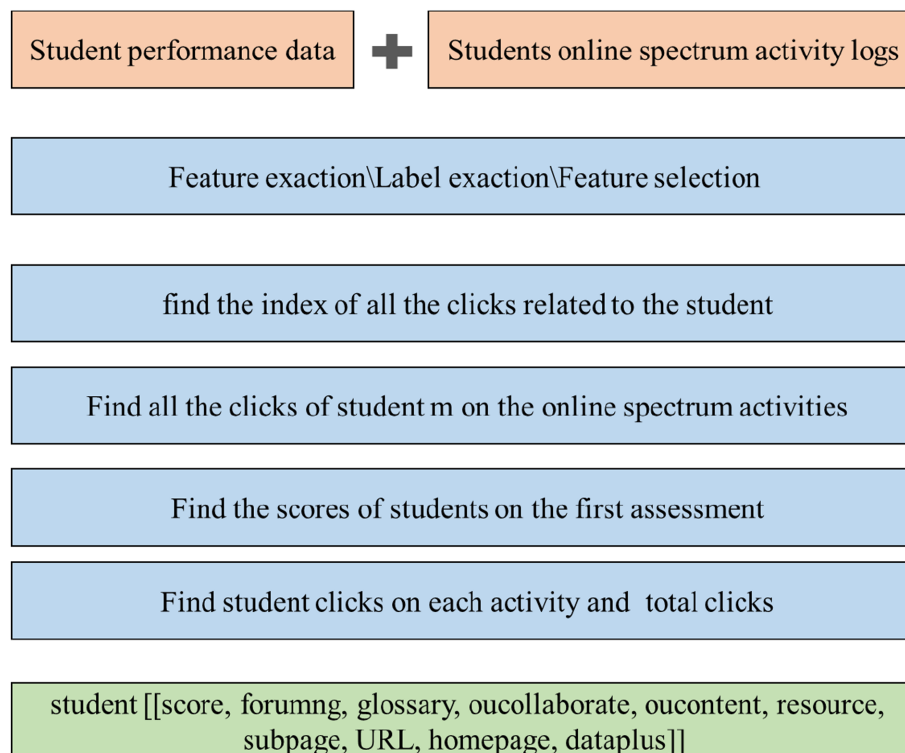 Student performance data
Students online spectrum activity logs
Feature exaction\Label exaction\Feature selection
find the index of all the clicks related to the student
Find all the clicks of student m on the online spectrum activities
Find the scores of students on the first assessment
Find student clicks on each activity and total clicks
student [[score, forumng, glossary, oucollaborate, oucontent, resource,
subpage, URL, homepage, dataplus]]